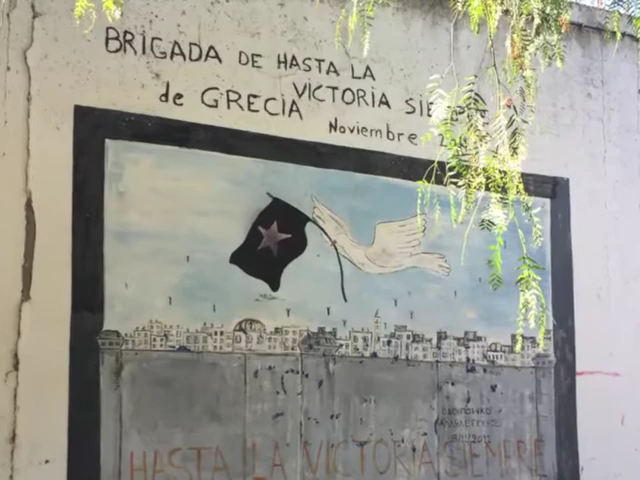 BRIGADA DE HASTA LA
VICTORIA
de GRECIA
Noviembre
HASTA LA VICTORIA SIEMPRE